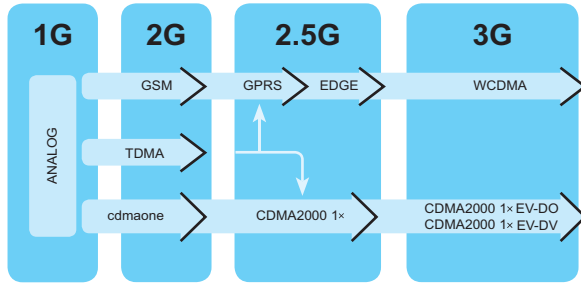 1G
2G
2.5G
3G
ANALOG
GSM
GPRS
EDGE
WCDMA
TDMA
cdmaone
CDMA2000 1×
CDMA2000 1× EV-DO
CDMA2000 1× EV-DV